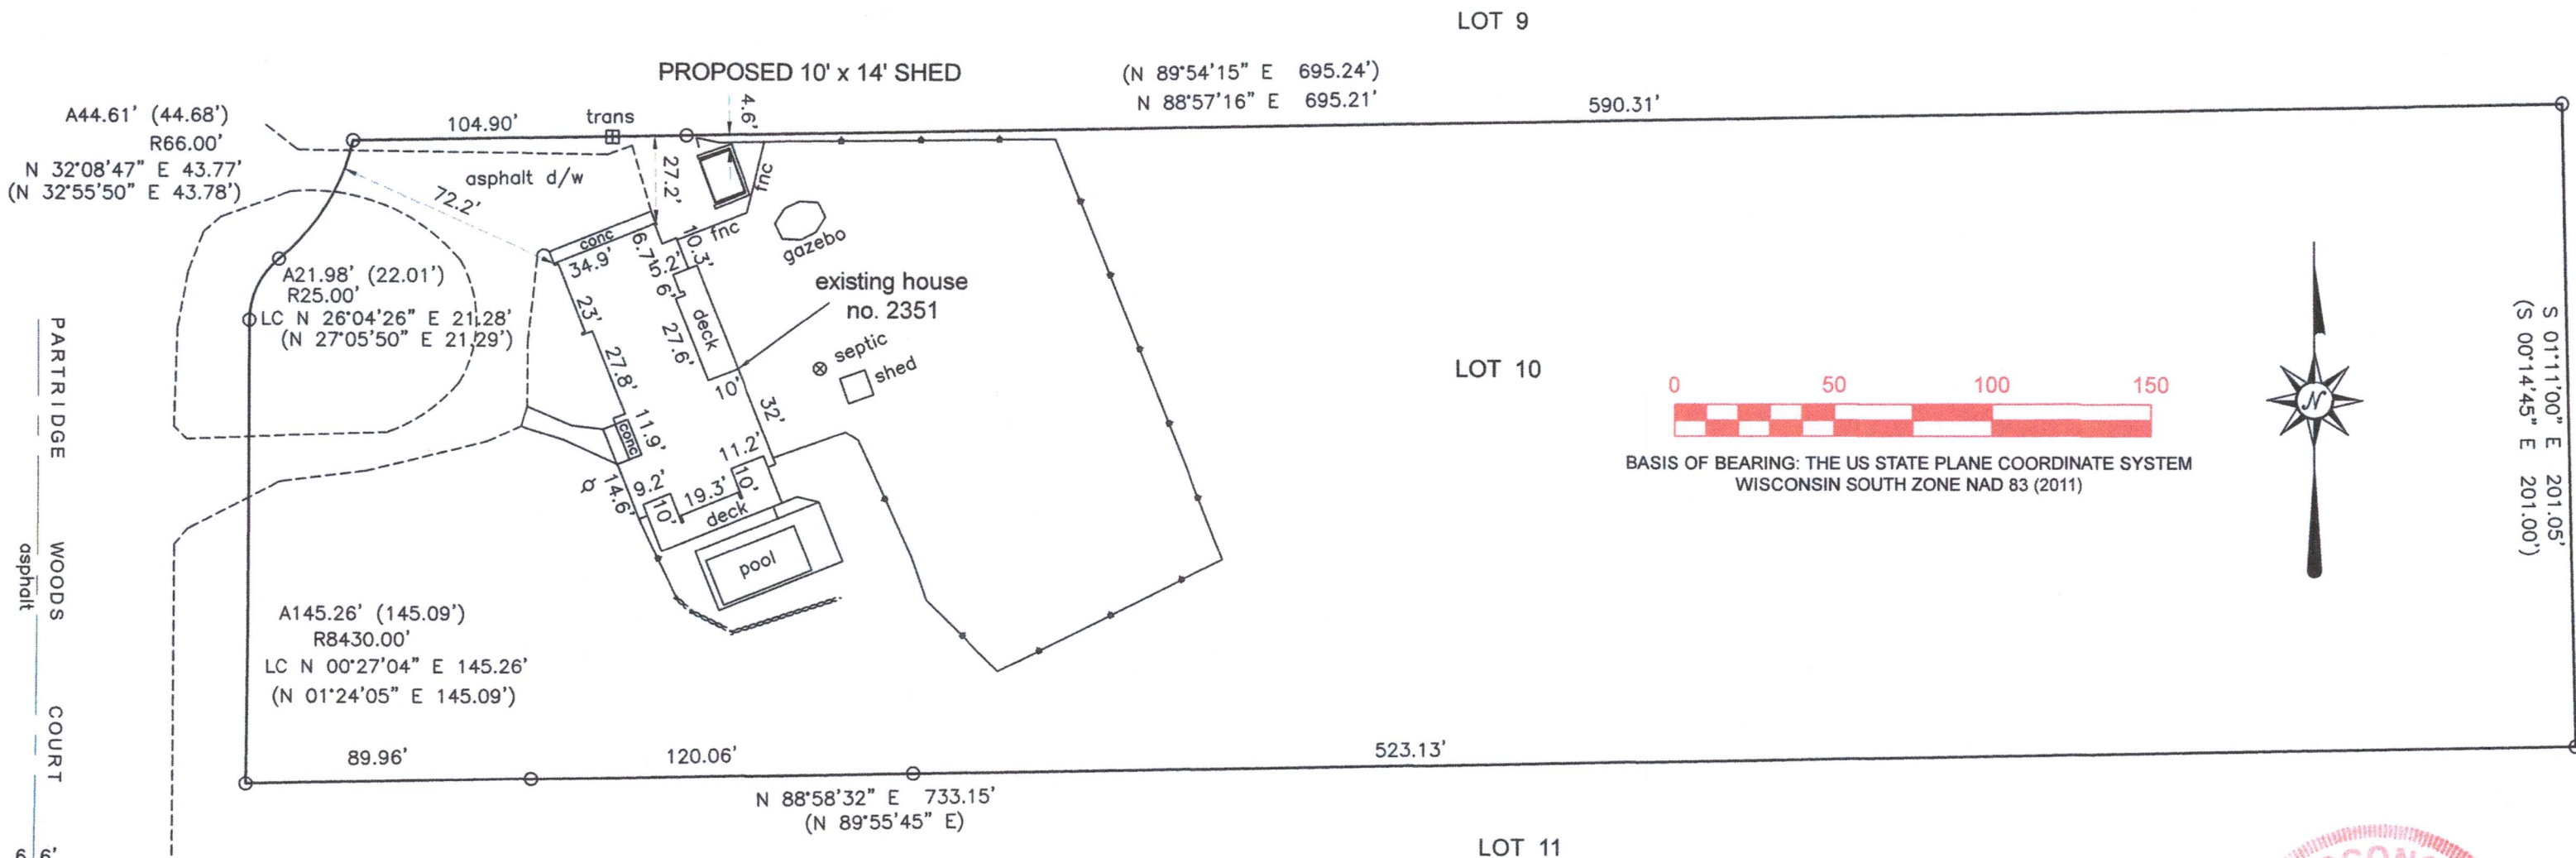 LOT 9
PROPOSED 10' x 14' SHED
(N 89°54'15" E 695.24')
N 88°57'16" E 695.21'
590.31'
A44.61' (44.68')
R66.00'
N 32°08'47" E 43.77'
(N 32°55'50" E 43.78')
104.90'
trans
4.6'
asphalt d/w
27.2'
fnc
72.2'
conc
34.9'
6.7'
5.2'
10.3'
fnc
gazebo
A21.98' (22.01')
R25.00'
LC N 26°04'26" E 21.28'
(N 27°05'50" E 21.29')
existing house
no. 2351
23'
6'
deck
27.6'
27.8'
10'
32'
septic
shed
11.9'
conc
11.2'
10'
14.6'
9.2'
10'
19.3'
deck
pool
LOT 10
0 50 100 150
BASIS OF BEARING: THE US STATE PLANE COORDINATE SYSTEM
WISCONSIN SOUTH ZONE NAD 83 (2011)
N
S 01°11'00" E 201.05'
(S 00°14'45" E 201.00')
PARTRIDGE WOODS COURT
asphalt
A145.26' (145.09')
R8430.00'
LC N 00°27'04" E 145.26'
(N 01°24'05" E 145.09')
89.96'
120.06'
523.13'
N 88°58'32" E 733.15'
(N 89°55'45" E)
LOT 11